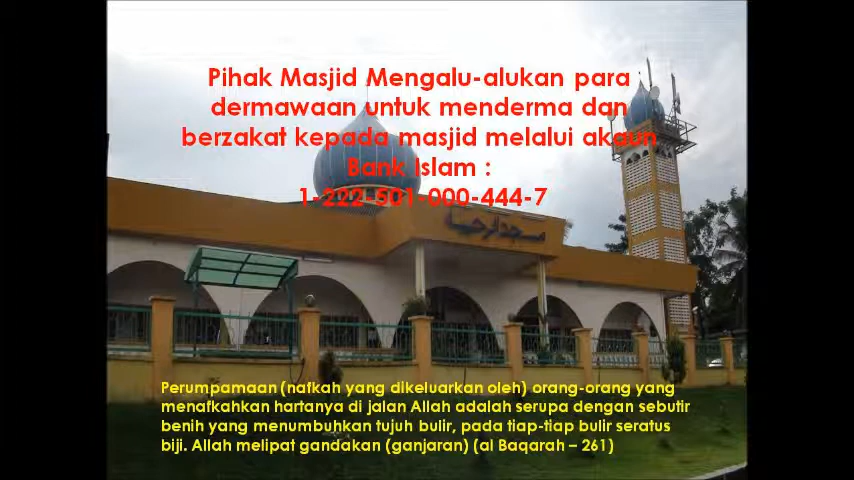 Pihak Masjid Mengalu-alukan para
dermawaan untuk menderma dan
berzakat kepada masjid melalui akaun
Bank Islam :
1-222-501-000-444-7
مسجد الرحمة
Perumpamaan (nafkah yang dikeluarkan oleh) orang-orang yang
menafkahkan hartanya di jalan Allah adalah serupa dengan sebutir
benih yang menumbuhkan tujuh bulir, pada tiap-tiap bulir seratus
biji. Allah melipat gandakan (ganjaran) (al Baqarah – 261)